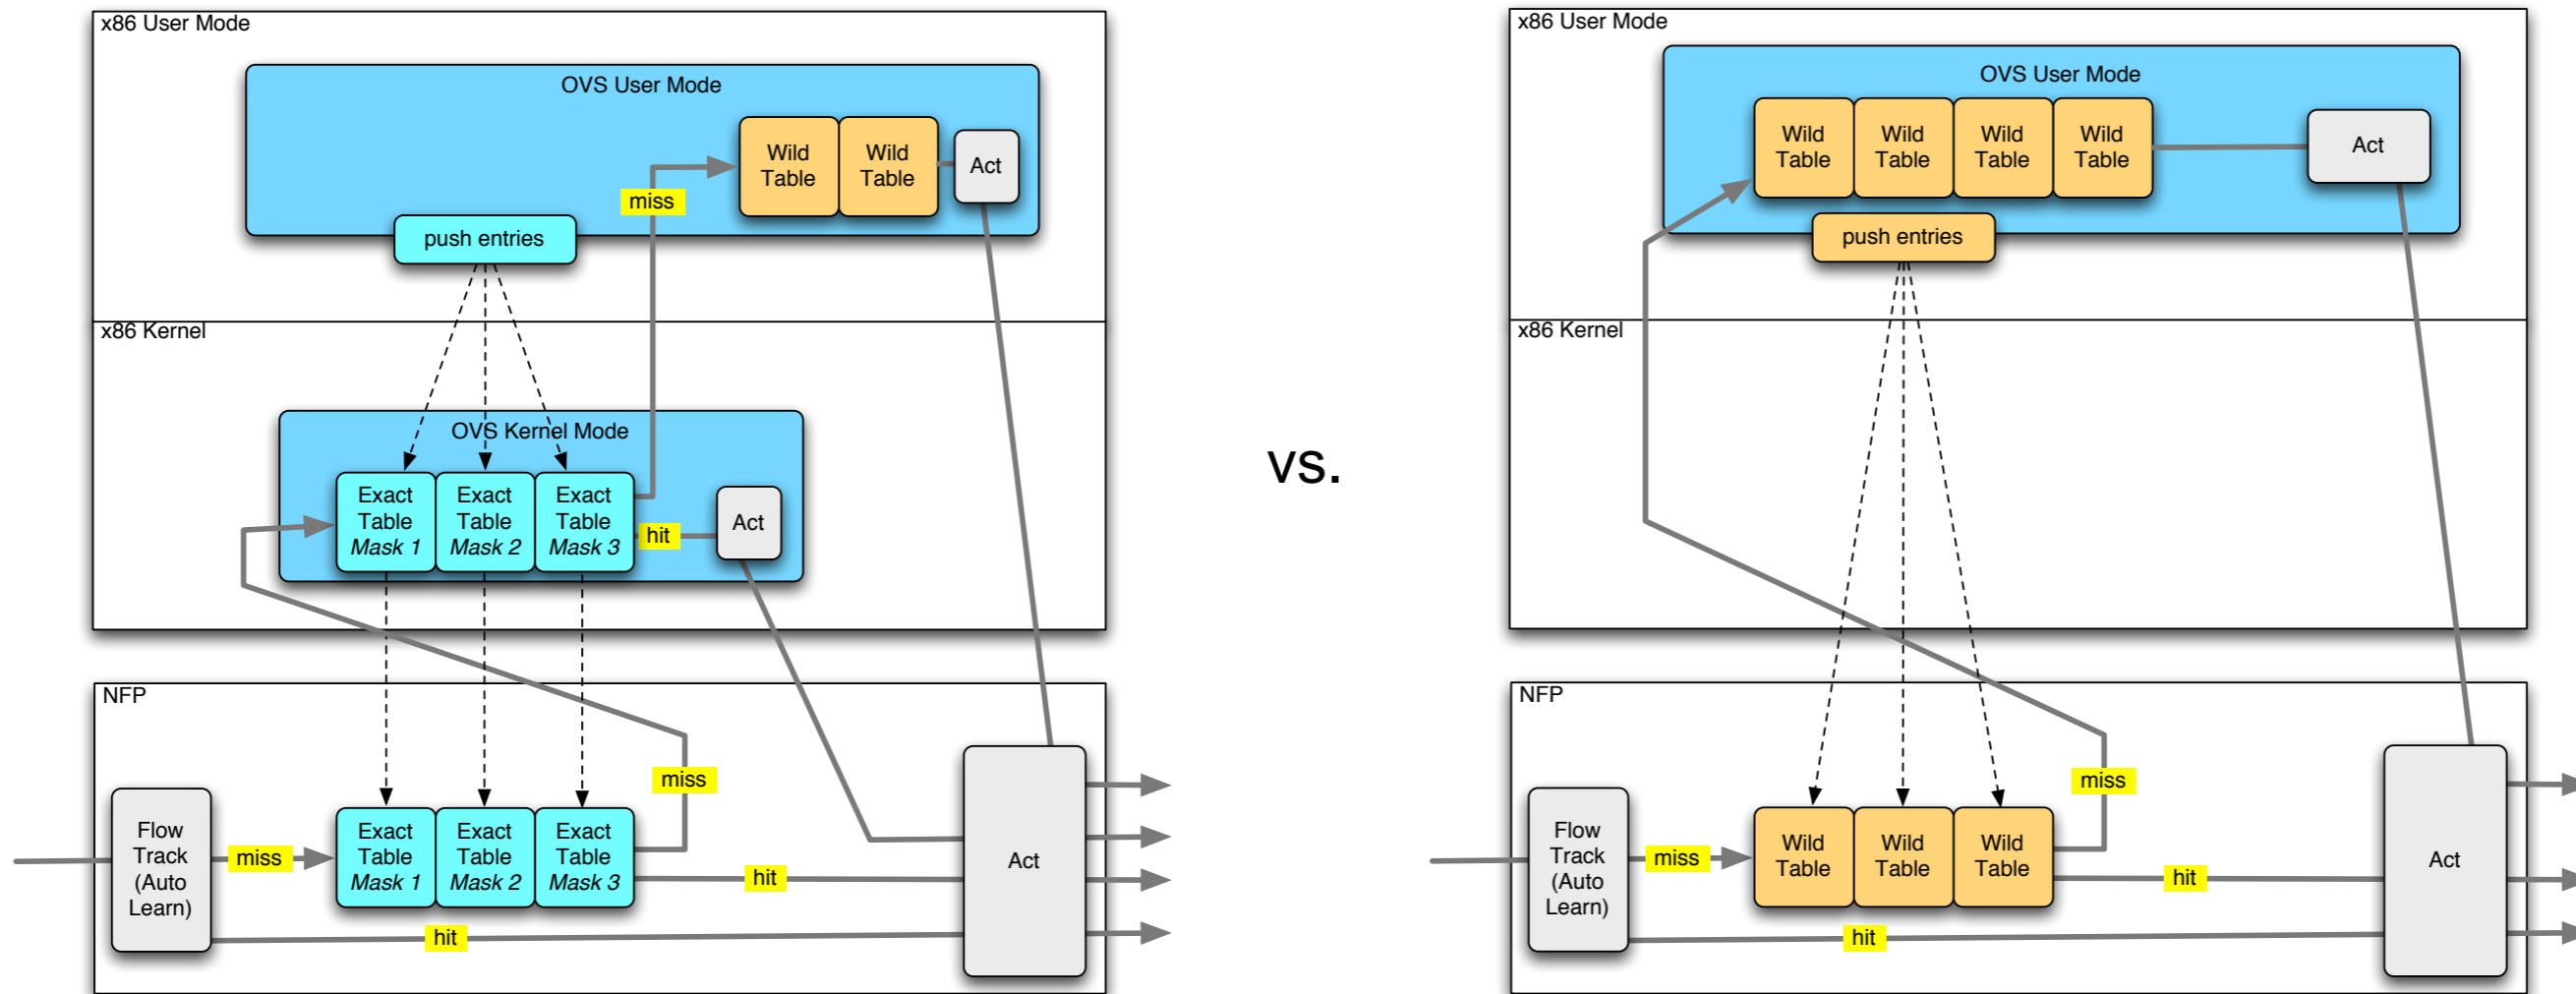 x86 User Mode
OVS User Mode
Wild
Table
Wild
Table
Act
miss
push entries
x86 Kernel
OVS Kernel Mode
Exact
Table
Mask 1
Exact
Table
Mask 2
Exact
Table
Mask 3
hit
Act
NFP
miss
Flow
Track
(Auto
Learn)
miss
Exact
Table
Mask 1
Exact
Table
Mask 2
Exact
Table
Mask 3
hit
hit
Act
vs.
x86 User Mode
OVS User Mode
Wild
Table
Wild
Table
Wild
Table
Wild
Table
Act
push entries
x86 Kernel
NFP
miss
Flow
Track
(Auto
Learn)
miss
Wild
Table
Wild
Table
Wild
Table
hit
hit
Act